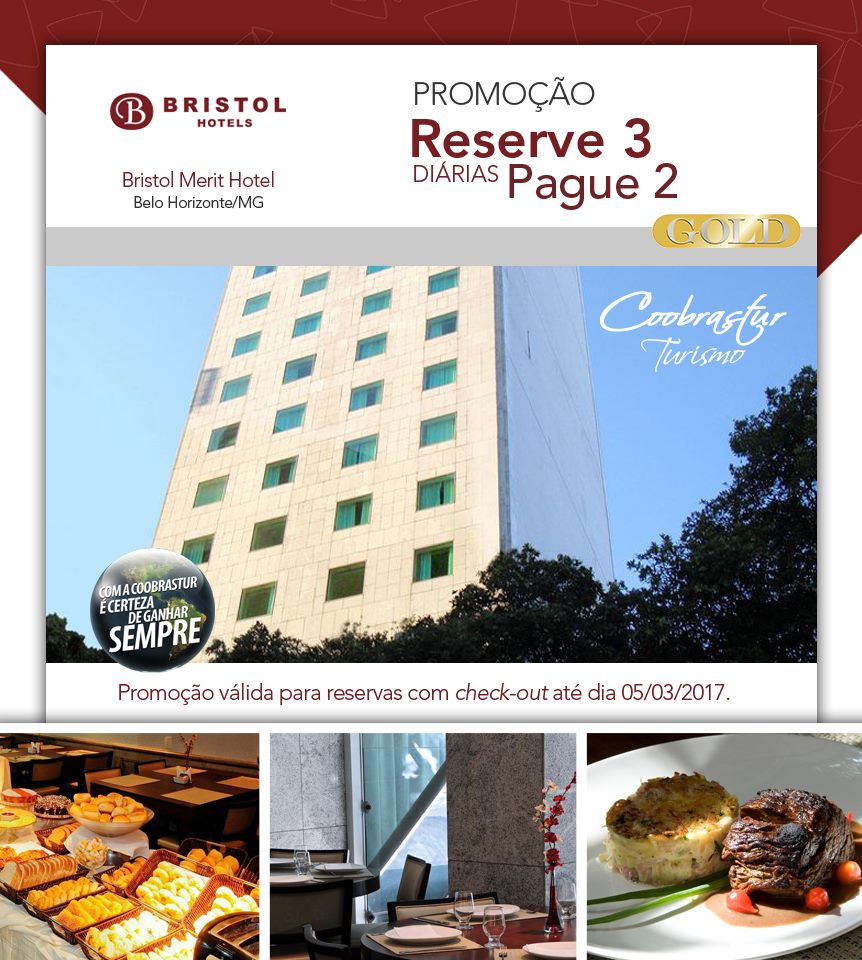 BRISTOL
HOTELS
Bristol Merit Hotel
Belo Horizonte/MG
PROMOÇÃO
Reserve 3
DIÁRIAS Pague 2
GOLD
Coobrastur
Turismo
COM A COOBRASTUR
É CERTEZA
DE GANHAR
SEMPRE
Promoção válida para reservas com check-out até dia 05/03/2017.